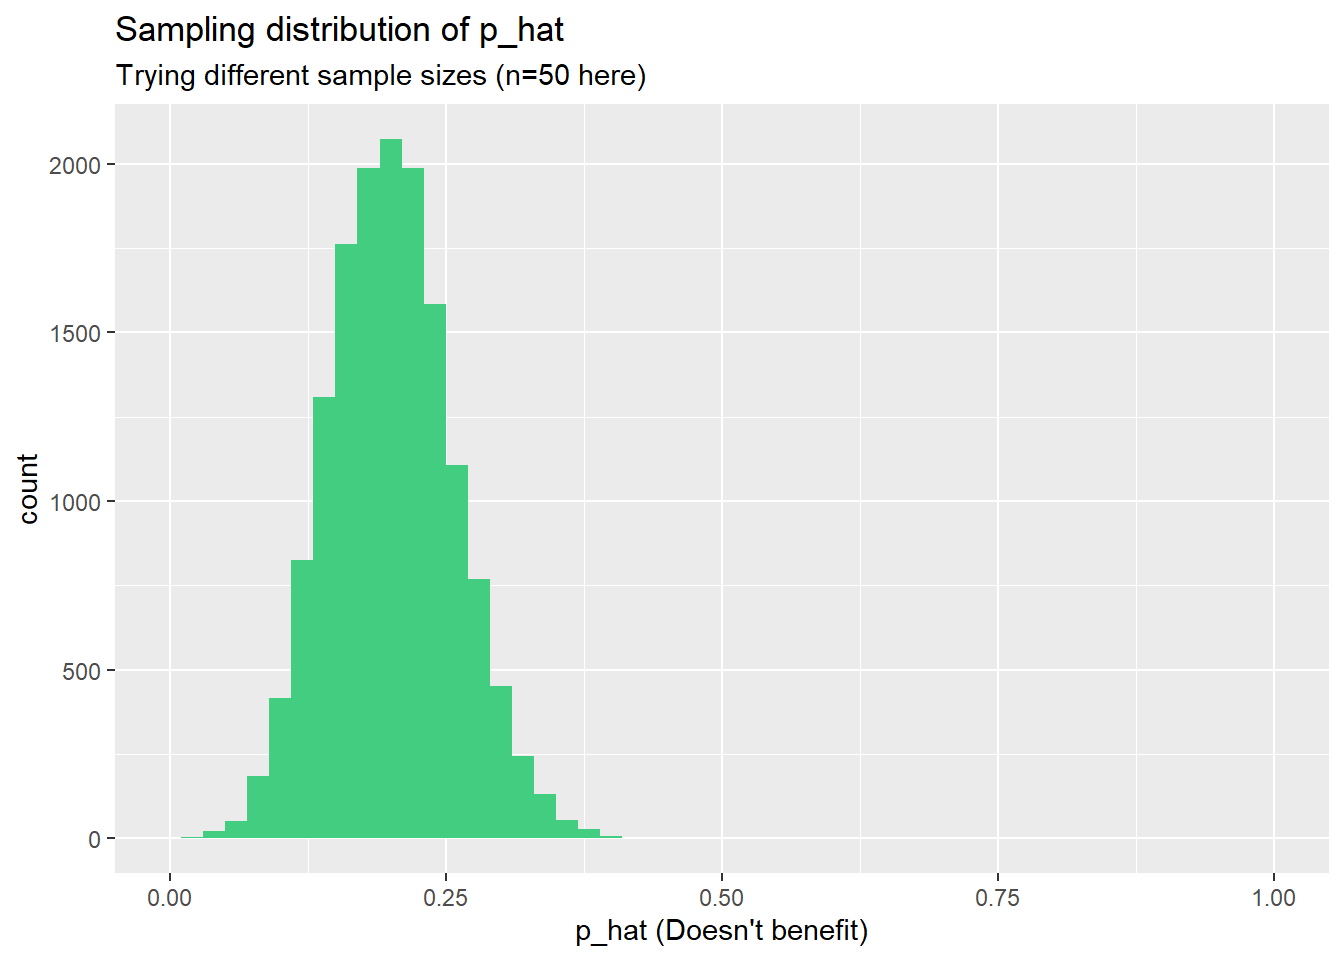 Sampling distribution of p_hat
Trying different sample sizes (n=50 here)
2000
1500
1000
500
0
count
0.00 0.25 0.50 0.75 1.00
p_hat (Doesn't benefit)